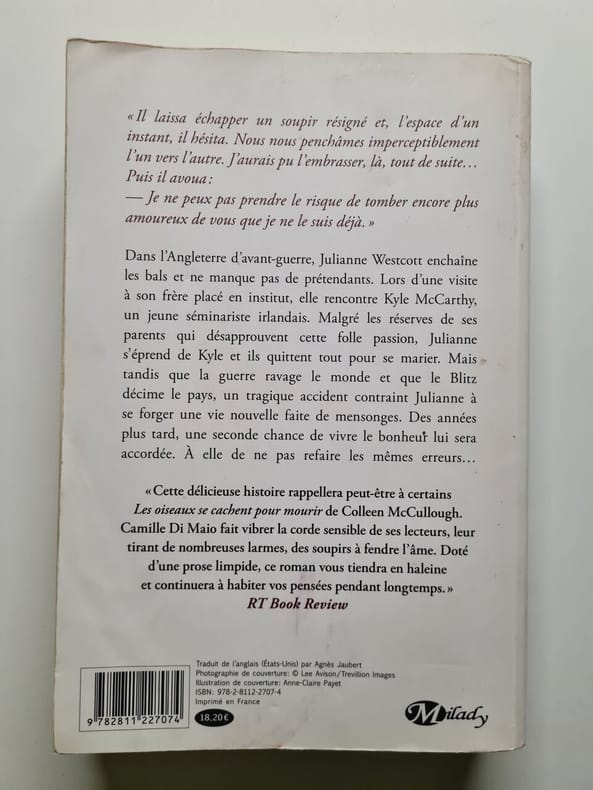 « Il laissa échapper un soupir résigné et, l'espace d'un
instant, il hésita. Nous nous penchâmes imperceptiblement
l'un vers l'autre. J'aurais pu l'embrasser, là, tout de suite…
Puis il avoua :
— Je ne peux pas prendre le risque de tomber encore plus
amoureux de vous que je ne le suis déjà. »
Dans l'Angleterre d'avant-guerre, Julianne Westcott enchaîne
les bals et ne manque pas de prétendants. Lors d'une visite
à son frère placé en institut, elle rencontre Kyle McCarthy,
un jeune séminariste irlandais. Malgré les réserves de ses
parents qui désapprouvent cette folle passion, Julianne
s'éprend de Kyle et ils quittent tout pour se marier. Mais
tandis que la guerre ravage le monde et que le Blitz
décime le pays, un tragique accident contraint Julianne à
se forger une vie nouvelle faite de mensonges. Des années
plus tard, une seconde chance de vivre le bonheur lui sera
accordée. À elle de ne pas refaire les mêmes erreurs…
« Cette délicieuse histoire rappellera peut-être à certains
Les oiseaux se cachent pour mourir de Colleen McCullough.
Camille Di Maio fait vibrer la corde sensible de ses lecteurs, leur
tirant de nombreuses larmes, des soupirs à fendre l'âme. Doté
d'une prose limpide, ce roman vous tiendra en haleine
et continuera à habiter vos pensées pendant longtemps. »
RT Book Review
Traduit de l'anglais (États-Unis) par Agnès Jaubert
Photographie de couverture : © Lee Avison/Trevillion Images
Illustration de couverture : Anne-Claire Payet
ISBN : 978-2-8112-2707-4
Imprimé en France
9 782811 227074
18,20 €
Milady